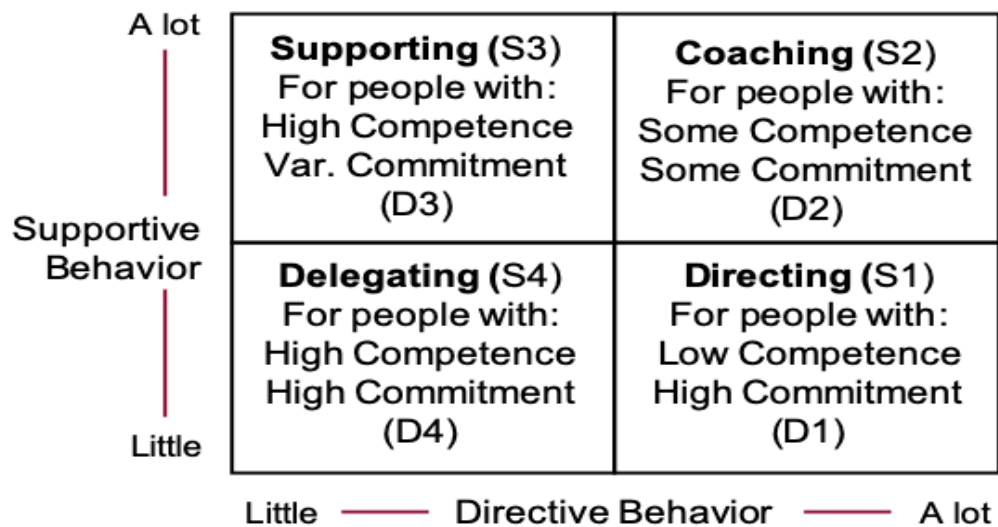 A lot
Supportive
Behavior
Little
Supporting (S3)
For people with:
High Competence
Var. Commitment
(D3)
Coaching (S2)
For people with:
Some Competence
Some Commitment
(D2)
Delegating (S4)
For people with:
High Competence
High Commitment
(D4)
Directing (S1)
For people with:
Low Competence
High Commitment
(D1)
Little Directive Behavior A lot